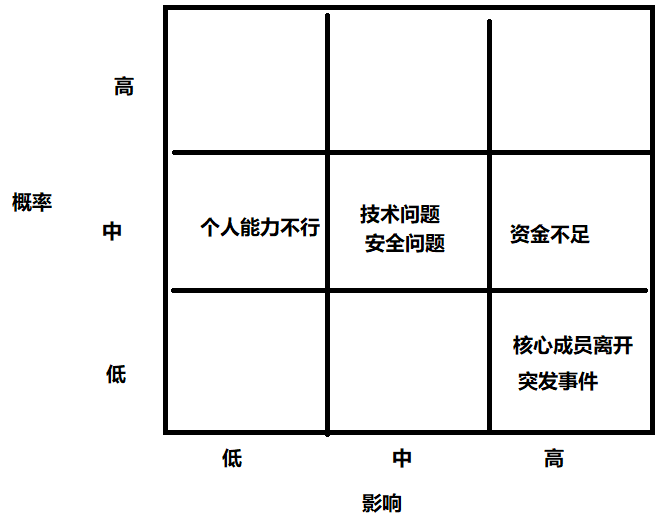 高
概率
中
个人能力不行
技术问题
安全问题
资金不足
低
核心成员离开
突发事件
低
中
高
影响